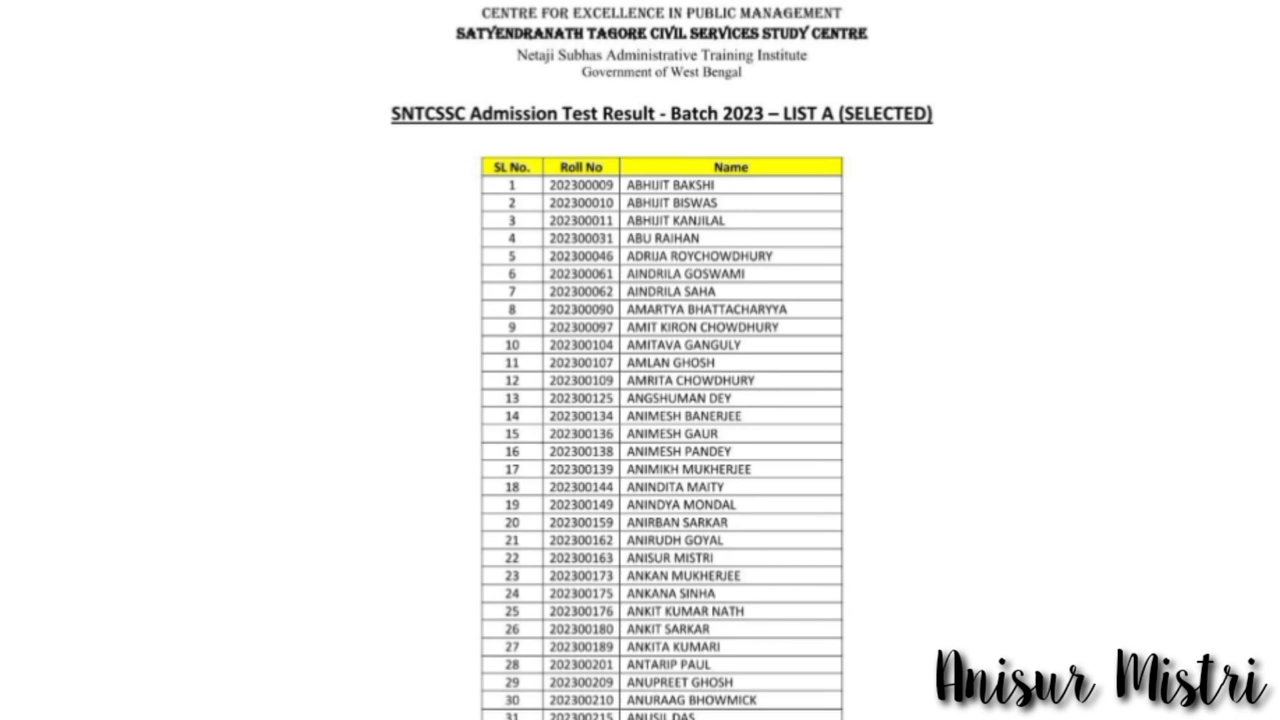 CENTRE FOR EXCELLENCE IN PUBLIC MANAGEMENT
SATYENDRANATH TAGORE CIVIL SERVICES STUDY CENTRE
Netaji Subhas Administrative Training Institute
Government of West Bengal
SNTCSSC Admission Test Result - Batch 2023 – LIST A (SELECTED)
SL No. Roll No Name
1 202300009 ABHIJIT BAKSHI
2 202300010 ABHIJIT BISWAS
3 202300011 ABHIJIT KANJILAL
4 202300031 ABU RAIHAN
5 202300046 ADRIJA ROYCHOWDHURY
6 202300061 AINDRILA GOSWAMI
7 202300062 AINDRILA SAHA
8 202300090 AMARTYA BHATTACHARYYA
9 202300097 AMIT KIRON CHOWDHURY
10 202300104 AMITAVA GANGULY
11 202300107 AMLAN GHOSH
12 202300109 AMRITA CHOWDHURY
13 202300125 ANGSHUMAN DEY
14 202300134 ANIMESH BANERJEE
15 202300136 ANIMESH GAUR
16 202300138 ANIMESH PANDEY
17 202300139 ANIMIKH MUKHERJEE
18 202300144 ANINDITA MAITY
19 202300149 ANINDYA MONDAL
20 202300159 ANIRBAN SARKAR
21 202300162 ANIRUDH GOYAL
22 202300163 ANISUR MISTRI
23 202300173 ANKAN MUKHERJEE
24 202300175 ANKANA SINHA
25 202300176 ANKIT KUMAR NATH
26 202300180 ANKIT SARKAR
27 202300189 ANKITA KUMARI
28 202300201 ANTARIP PAUL
29 202300209 ANUPREET GHOSH
30 202300210 ANURAAG BHOWMICK
31 202300215 ANUSIL DAS
Anisur Mistri